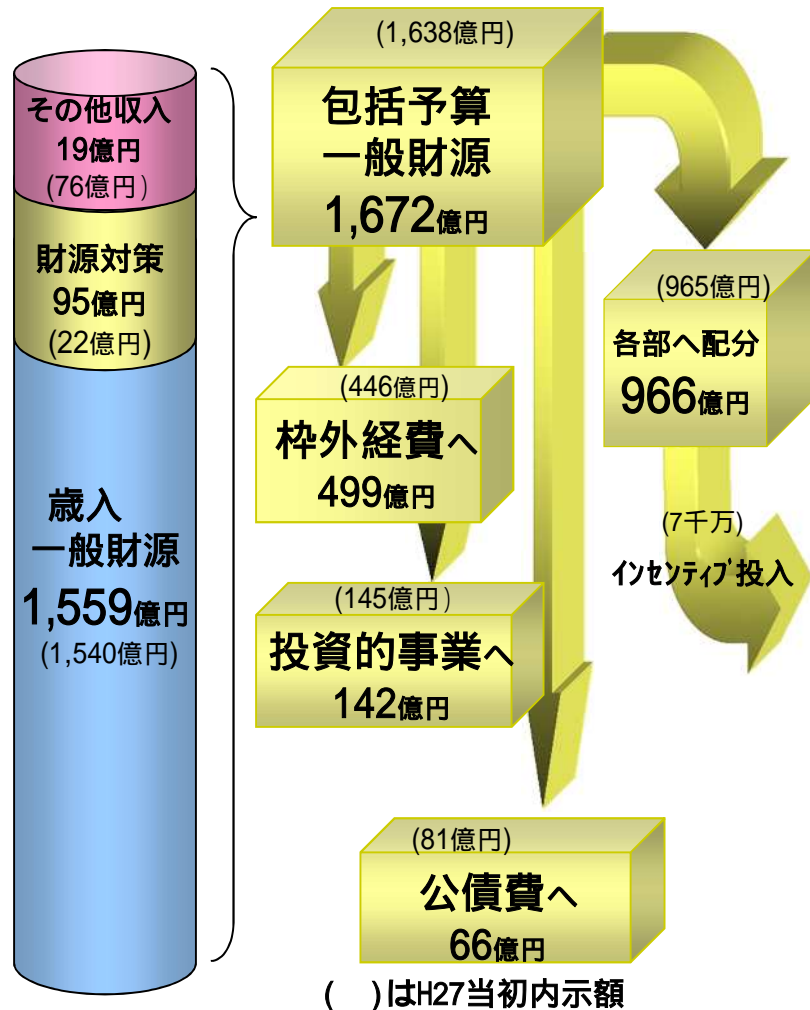 その他収入
19億円
(76億円)
財源対策
95億円
(22億円)
歳入
一般財源
1,559億円
(1,540億円)
(1,638億円)
包括予算
一般財源
1,672億円
(965億円)
各部へ配分
966億円
(7千万)
ｲﾝｾﾝﾃｨﾌﾞ投入
(446億円)
枠外経費へ
499億円
(145億円)
投資的事業へ
142億円
(81億円)
公債費へ
66億円
(　)はH27当初内示額